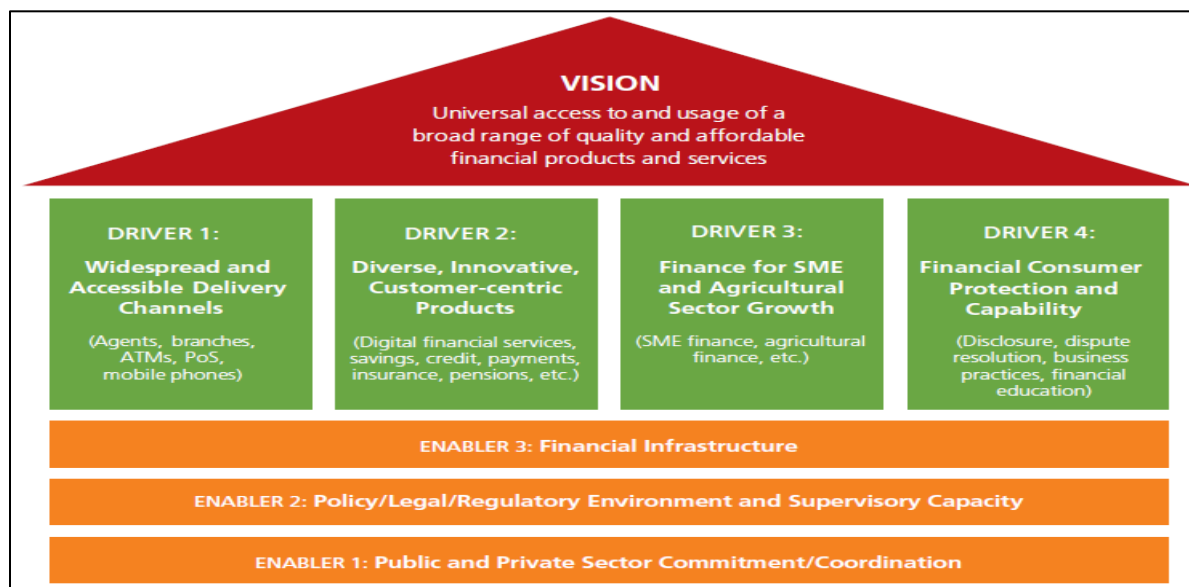 VISION
Universal access to and usage of a
broad range of quality and affordable
financial products and services
DRIVER 1:
Widespread and
Accessible Delivery
Channels
(Agents, branches,
ATMs, PoS,
mobile phones)
DRIVER 2:
Diverse, Innovative,
Customer-centric
Products
(Digital financial services,
savings, credit, payments,
insurance, pensions, etc.)
DRIVER 3:
Finance for SME
and Agricultural
Sector Growth
(SME finance, agricultural
finance, etc.)
DRIVER 4:
Financial Consumer
Protection and
Capability
(Disclosure, dispute
resolution, business
practices, financial
education)
ENABLER 3: Financial Infrastructure
ENABLER 2: Policy/Legal/Regulatory Environment and Supervisory Capacity
ENABLER 1: Public and Private Sector Commitment/Coordination